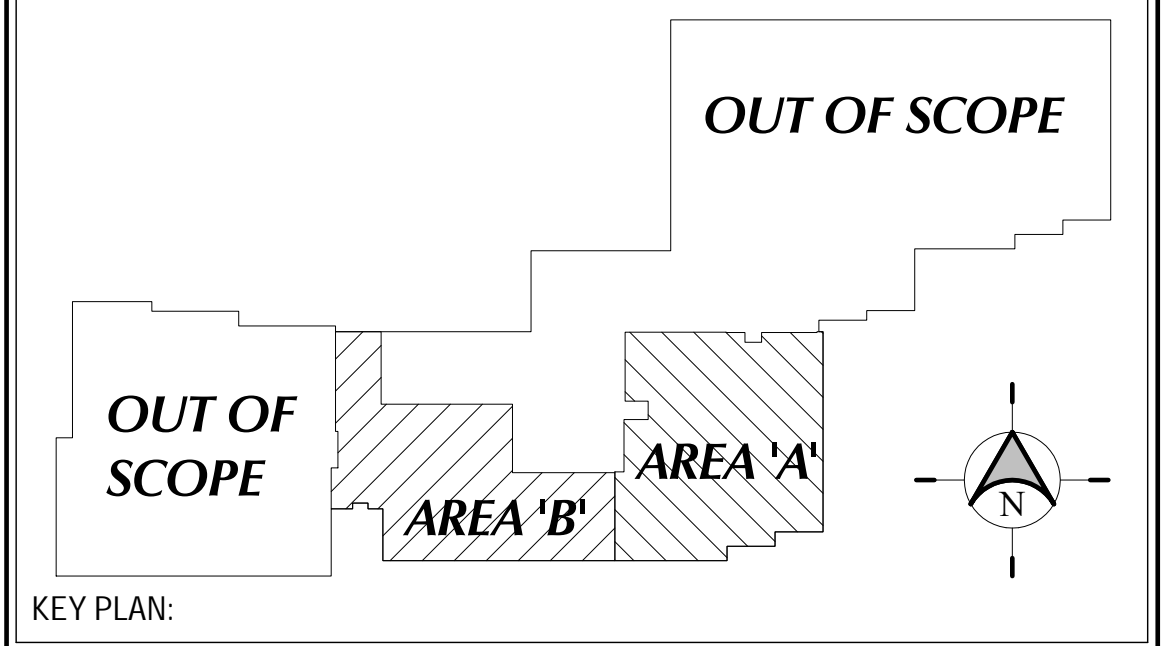 OUT OF SCOPE
OUT OF
SCOPE
AREA 'A'
AREA 'B'
N
KEY PLAN: